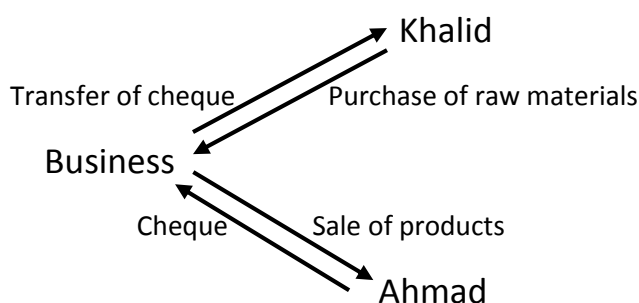 Khalid
Transfer of cheque
Purchase of raw materials
Business
Cheque
Sale of products
Ahmad